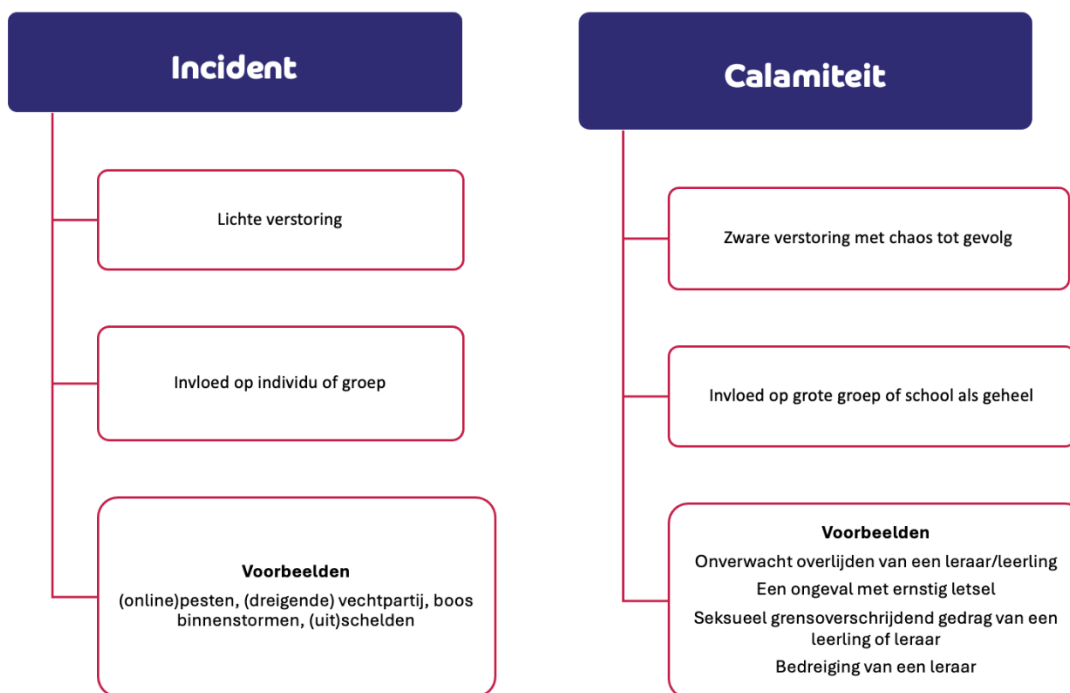 Incident
Lichte verstoring
Invloed op individu of groep
Voorbeelden
(online)pesten, (dreigende) vechtpartij, boos
binnenstormen, (uit)schelden
Calamiteit
Zware verstoring met chaos tot gevolg
Invloed op grote groep of school als geheel
Voorbeelden
Onverwacht overlijden van een leraar/leerling
Een ongeval met ernstig letsel
Seksueel grensoverschrijdend gedrag van een
leerling of leraar
Bedreiging van een leraar